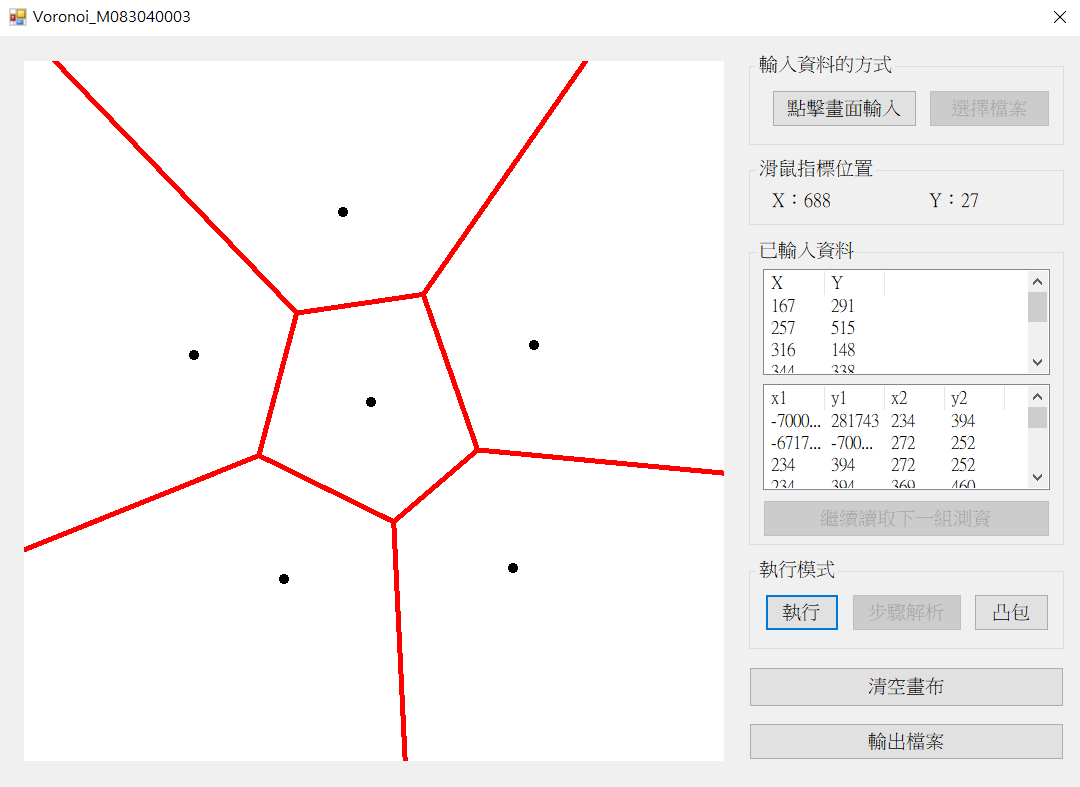 Voronoi_M083040003
輸入資料的方式
點擊畫面輸入 選擇檔案
滑鼠指標位置
X：688 Y：27
已輸入資料
X Y
167 291
257 515
316 148
344 338
x1 y1 x2 y2
-7000... 281743 234 394
-6717... -700... 272 252
234 394 272 252
234 394 369 460
繼續讀取下一組測資
執行模式
執行 步驟解析 凸包
清空畫布
輸出檔案